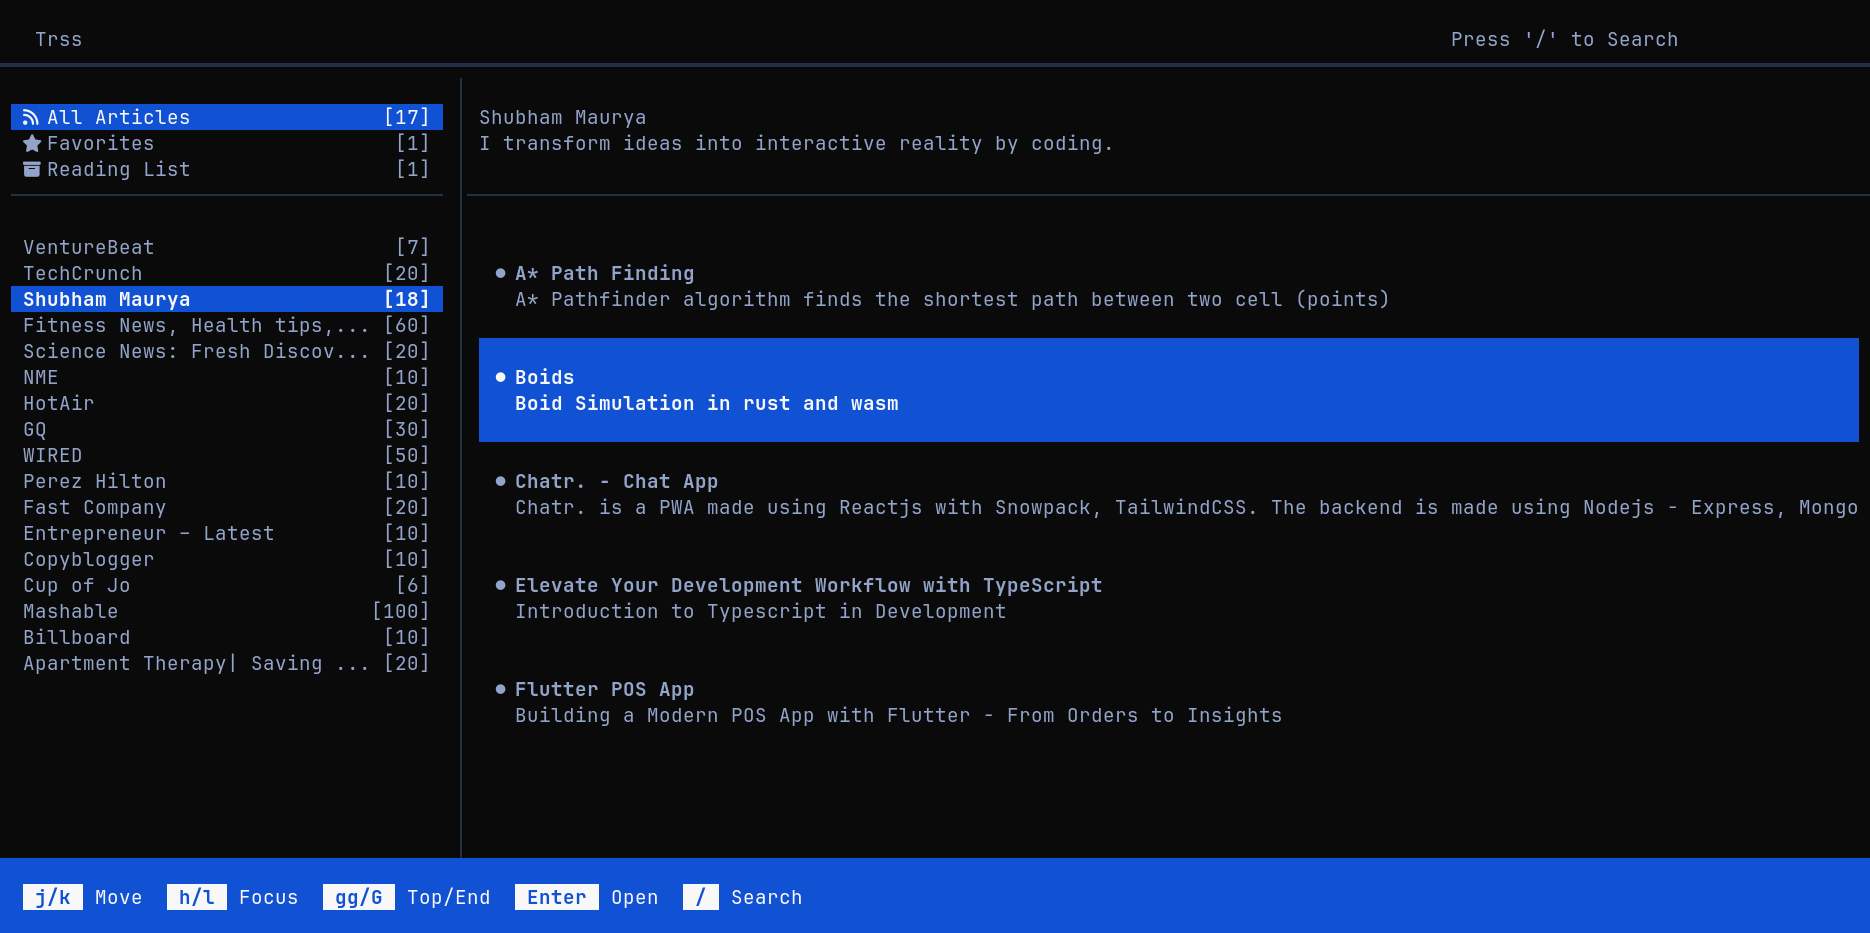 Trss Press '/' to Search
All Articles [17]
Favorites [1]
Reading List [1]
VentureBeat [7]
TechCrunch [20]
Shubham Maurya [18]
Fitness News, Health tips,... [60]
Science News: Fresh Discov... [20]
NME [10]
HotAir [20]
GQ [30]
WIRED [50]
Perez Hilton [10]
Fast Company [20]
Entrepreneur – Latest [10]
Copyblogger [10]
Cup of Jo [6]
Mashable [100]
Billboard [10]
Apartment Therapy| Saving ... [20]
Shubham Maurya
I transform ideas into interactive reality by coding.
● A* Path Finding
A* Pathfinder algorithm finds the shortest path between two cell (points)
● Boids
Boid Simulation in rust and wasm
● Chatr. - Chat App
Chatr. is a PWA made using Reactjs with Snowpack, TailwindCSS. The backend is made using Nodejs - Express, Mongo
● Elevate Your Development Workflow with TypeScript
Introduction to Typescript in Development
● Flutter POS App
Building a Modern POS App with Flutter - From Orders to Insights
j/k Move h/l Focus gg/G Top/End Enter Open / Search